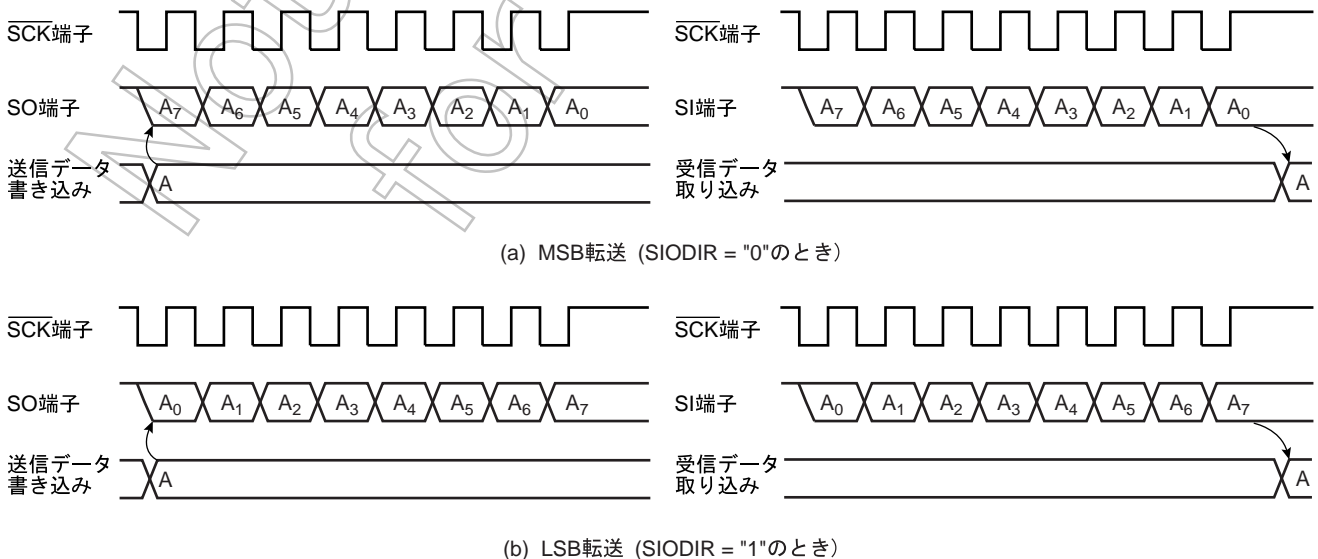 SCK端子
SO端子 A7 A6 A5 A4 A3 A2 A1 A0
送信データ
書き込み A
SCK端子
SI端子 A7 A6 A5 A4 A3 A2 A1 A0
受信データ
取り込み A
(a) MSB転送 (SIODIR = "0"のとき)
SCK端子
SO端子 A0 A1 A2 A3 A4 A5 A6 A7
送信データ
書き込み A
SCK端子
SI端子 A0 A1 A2 A3 A4 A5 A6 A7
受信データ
取り込み A
(b) LSB転送 (SIODIR = "1"のとき)
Not
for